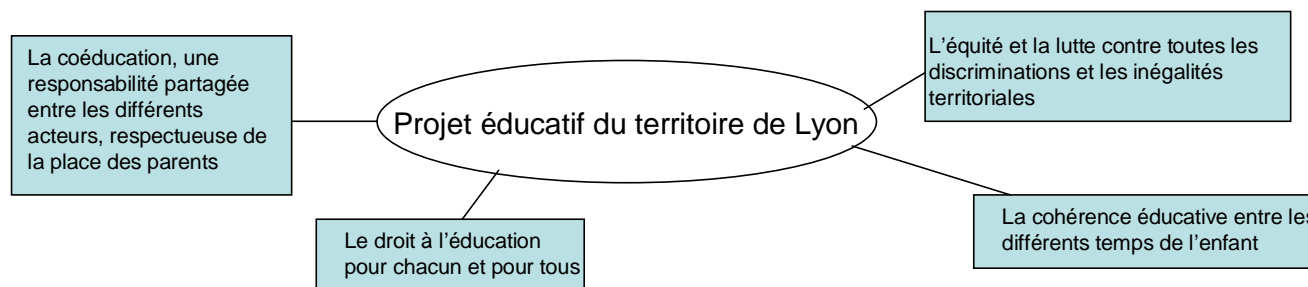 La coéducation, une
responsabilité partagée
entre les différents
acteurs, respectueuse de
la place des parents
Projet éducatif du territoire de Lyon
L'équité et la lutte contre toutes les
discriminations et les inégalités
territoriales
Le droit à l'éducation
pour chacun et pour tous
La cohérence éducative entre les
différents temps de l'enfant